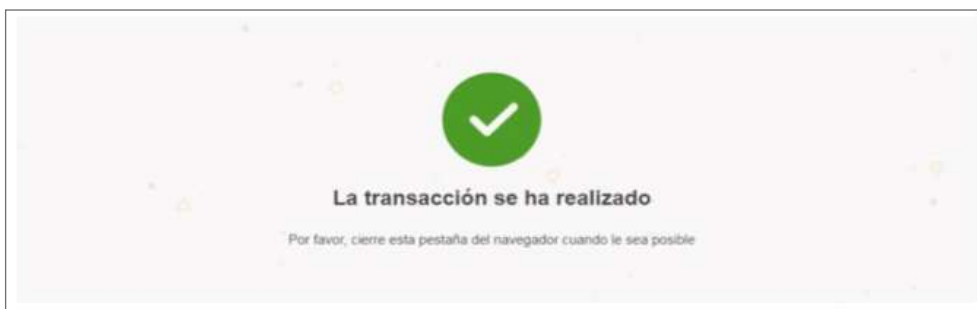 La transacción se ha realizado
Por favor, cierre esta pestaña del navegador cuando le sea posible